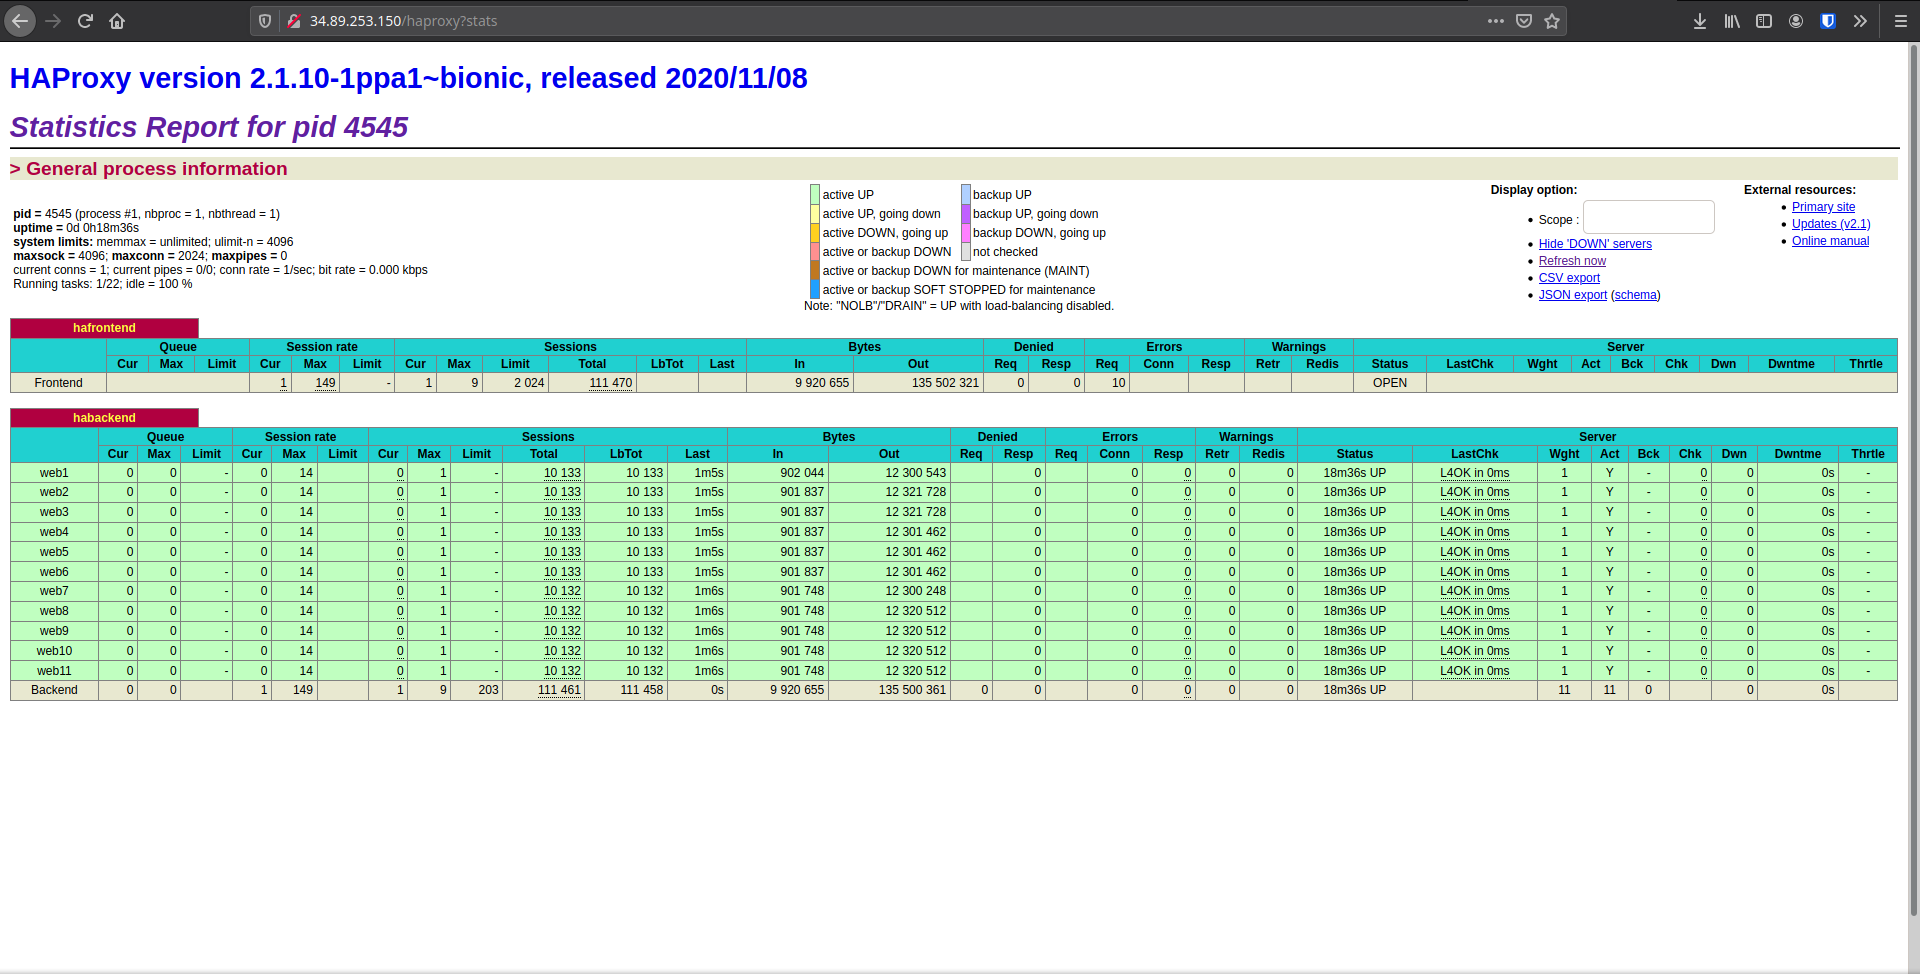 34.89.253.150/haproxy?stats
HAProxy version 2.1.10-1ppa1~bionic, released 2020/11/08
Statistics Report for pid 4545
> General process information
pid = 4545 (process #1, nbproc = 1, nbthread = 1)
uptime = 0d 0h18m36s
system limits: memmax = unlimited; ulimit-n = 4096
maxsock = 4096; maxconn = 2024; maxpipes = 0
current conns = 1; current pipes = 0/0; conn rate = 1/sec; bit rate = 0.000 kbps
Running tasks: 1/22; idle = 100 %
active UP backup UP
active UP, going down backup UP, going down
active DOWN, going up backup DOWN, going up
active or backup DOWN not checked
active or backup DOWN for maintenance (MAINT)
active or backup SOFT STOPPED for maintenance
Note: "NOLB"/"DRAIN" = UP with load-balancing disabled.
Display option:
Scope :
Hide 'DOWN' servers
Refresh now
CSV export
JSON export (schema)
External resources:
Primary site
Updates (v2.1)
Online manual
hafrontend
Queue Session rate Sessions Bytes Denied Errors Warnings Server
Cur Max Limit Cur Max Limit Cur Max Limit Total LbTot Last In Out Req Resp Req Conn Resp Retr Redis Status LastChk Wght Act Bck Chk Dwn Dwntme Thrtle
Frontend 1 149 - 1 9 2 024 111 470 9 920 655 135 502 321 0 0 10 OPEN
habackend
Queue Session rate Sessions Bytes Denied Errors Warnings Server
Cur Max Limit Cur Max Limit Cur Max Limit Total LbTot Last In Out Req Resp Req Conn Resp Retr Redis Status LastChk Wght Act Bck Chk Dwn Dwntme Thrtle
web1 0 0 - 0 14 0 1 - 10 133 10 133 1m5s 902 044 12 300 543 0 0 0 0 0 18m36s UP L4OK in 0ms 1 Y - 0 0 0s -
web2 0 0 - 0 14 0 1 - 10 133 10 133 1m5s 901 837 12 321 728 0 0 0 0 0 18m36s UP L4OK in 0ms 1 Y - 0 0 0s -
web3 0 0 - 0 14 0 1 - 10 133 10 133 1m5s 901 837 12 321 728 0 0 0 0 0 18m36s UP L4OK in 0ms 1 Y - 0 0 0s -
web4 0 0 - 0 14 0 1 - 10 133 10 133 1m5s 901 837 12 301 462 0 0 0 0 0 18m36s UP L4OK in 0ms 1 Y - 0 0 0s -
web5 0 0 - 0 14 0 1 - 10 133 10 133 1m5s 901 837 12 301 462 0 0 0 0 0 18m36s UP L4OK in 0ms 1 Y - 0 0 0s -
web6 0 0 - 0 14 0 1 - 10 133 10 133 1m5s 901 837 12 301 462 0 0 0 0 0 18m36s UP L4OK in 0ms 1 Y - 0 0 0s -
web7 0 0 - 0 14 0 1 - 10 132 10 132 1m6s 901 748 12 300 248 0 0 0 0 0 18m36s UP L4OK in 0ms 1 Y - 0 0 0s -
web8 0 0 - 0 14 0 1 - 10 132 10 132 1m6s 901 748 12 320 512 0 0 0 0 0 18m36s UP L4OK in 0ms 1 Y - 0 0 0s -
web9 0 0 - 0 14 0 1 - 10 132 10 132 1m6s 901 748 12 320 512 0 0 0 0 0 18m36s UP L4OK in 0ms 1 Y - 0 0 0s -
web10 0 0 - 0 14 0 1 - 10 132 10 132 1m6s 901 748 12 320 512 0 0 0 0 0 18m36s UP L4OK in 0ms 1 Y - 0 0 0s -
web11 0 0 - 0 14 0 1 - 10 132 10 132 1m6s 901 748 12 320 512 0 0 0 0 0 18m36s UP L4OK in 0ms 1 Y - 0 0 0s -
Backend 0 0 1 149 1 9 203 111 461 111 458 0s 9 920 655 135 500 361 0 0 0 0 0 0 18m36s UP 11 11 0 0 0s